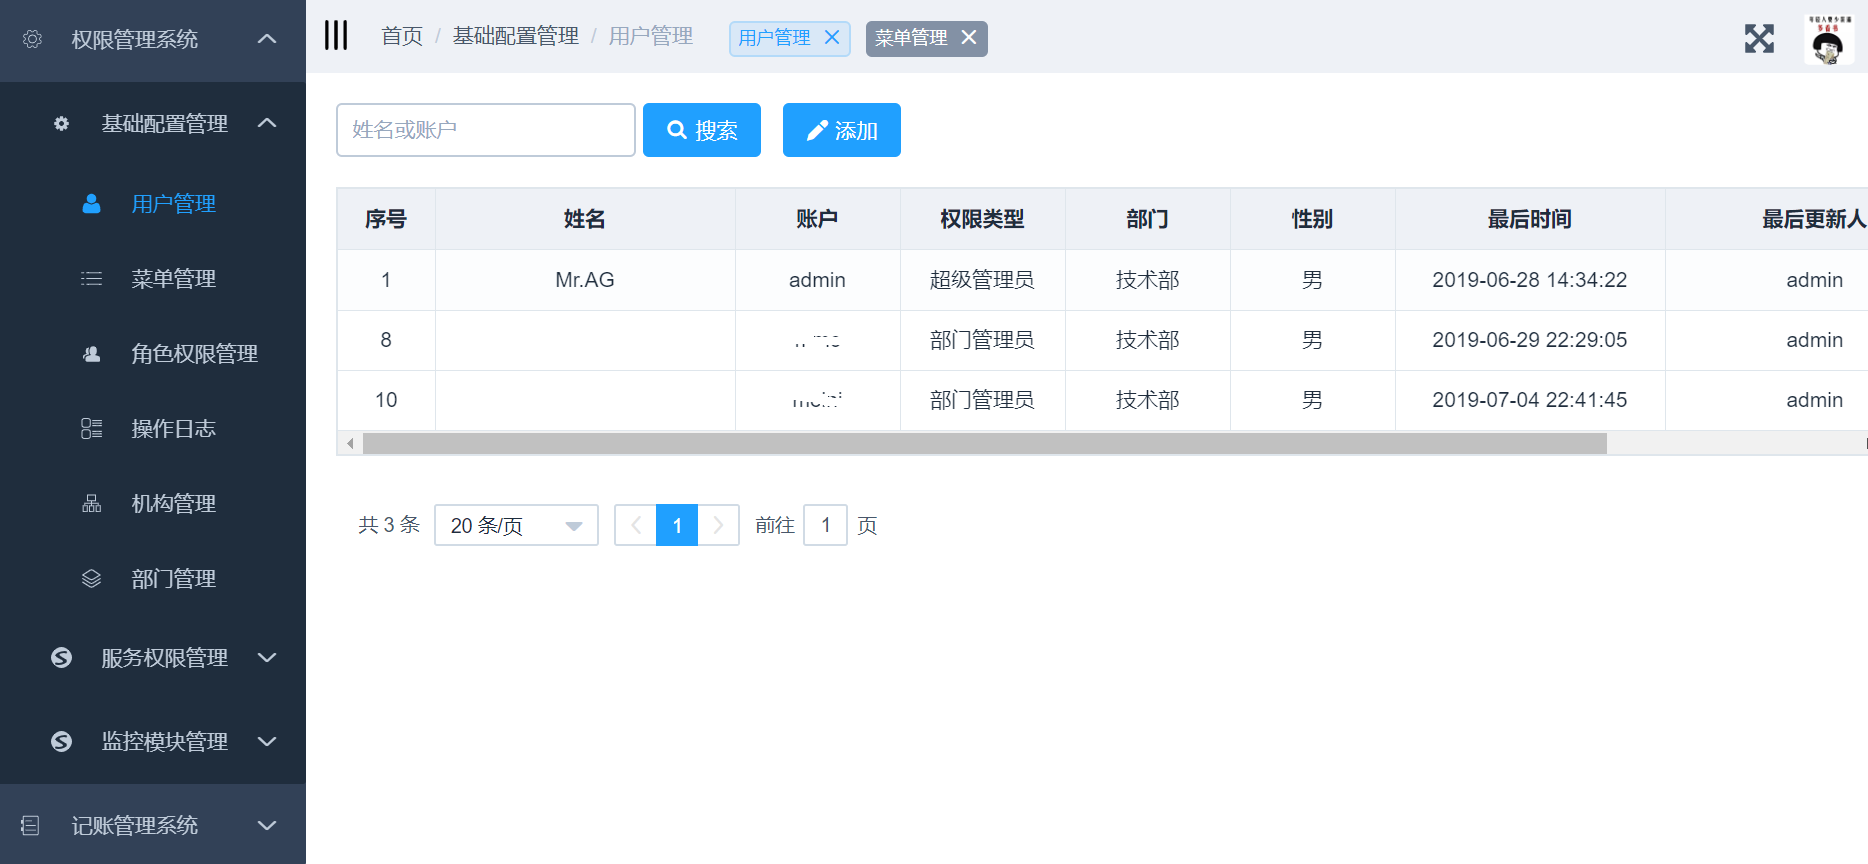 权限管理系统
基础配置管理
用户管理
菜单管理
角色权限管理
操作日志
机构管理
部门管理
服务权限管理
监控模块管理
记账管理系统
首页 / 基础配置管理 / 用户管理
用户管理 菜单管理
姓名或账户 搜索 添加
序号 姓名 账户 权限类型 部门 性别 最后时间 最后更新人
1 Mr.AG admin 超级管理员 技术部 男 2019-06-28 14:34:22 admin
8 部门管理员 技术部 男 2019-06-29 22:29:05 admin
10 部门管理员 技术部 男 2019-07-04 22:41:45 admin
共 3 条 20 条/页 1 前往 1 页